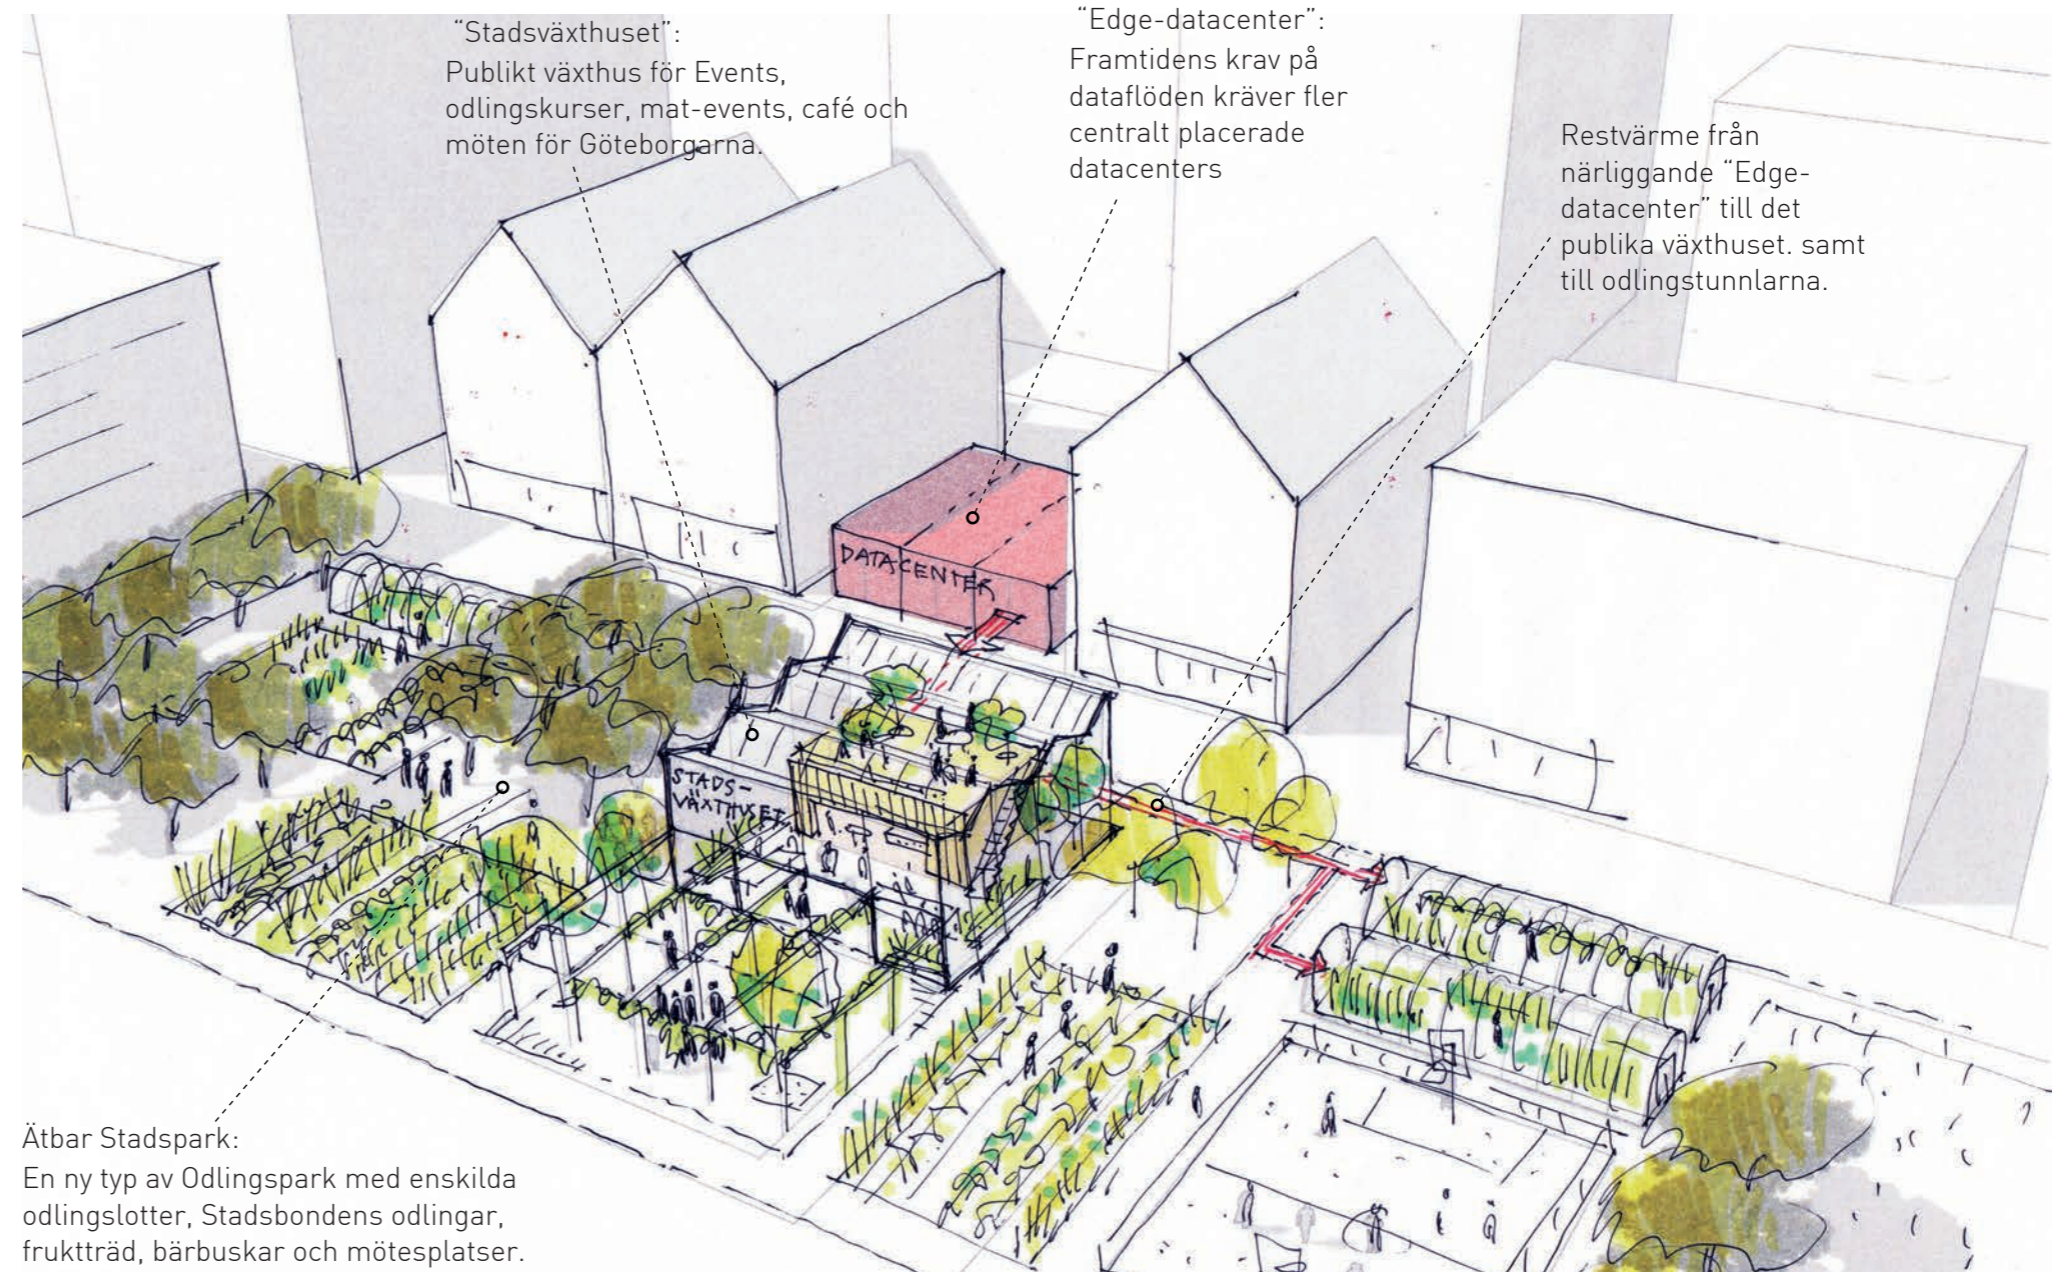 “Stadsväxthuset”:
Publikt växthus för Events,
odlingskurser, mat-events, café och
möten för Göteborgarna.
“Edge-datacenter”:
Framtidens krav på
dataflöden kräver fler
centralt placerade
datacenters
Restvärme från
närliggande “Edge-
datacenter” till det
publika växthuset. samt
till odlingstunnlarna.
DATACENTER
STADS-
VÄXTHUSET
Ätbar Stadspark:
En ny typ av Odlingspark med enskilda
odlingslotter, Stadsbondens odlingar,
fruktträd, bärbuskar och mötesplatser.